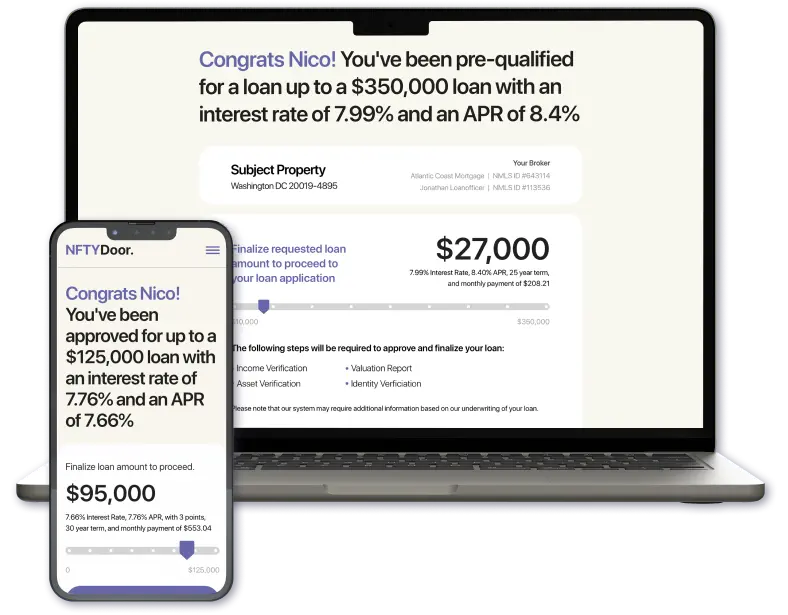 Congrats Nico! You've been pre-qualified
for a loan up to a $350,000 loan with an
interest rate of 7.99% and an APR of 8.4%
Subject Property
Washington DC 20019-4895
Your Broker
Atlantic Coast Mortgage | NMLS ID #643114
Jonathan Loanofficer | NMLS ID #113536
Finalize requested loan
amount to proceed to
your loan application
$27,000
7.99% Interest Rate, 8.40% APR, 25 year term,
and monthly payment of $208.21
$10,000
$360,000
The following steps will be required to approve and finalize your loan:
Income Verification
• Valuation Report
Asset Verification
• Identity Verficiation
Please note that our system may require additional information based on our underwriting of your loan.
NFTYDoor.
Congrats Nico!
You've been
approved for up to a
$125,000 loan with
an interest rate of
7.76% and an APR
of 7.66%
Finalize loan amount to proceed.
$95,000
7.66% Interest Rate, 7.76% APR, with 3 points,
30 year term, and monthly payment of $553.04
0
$125,000